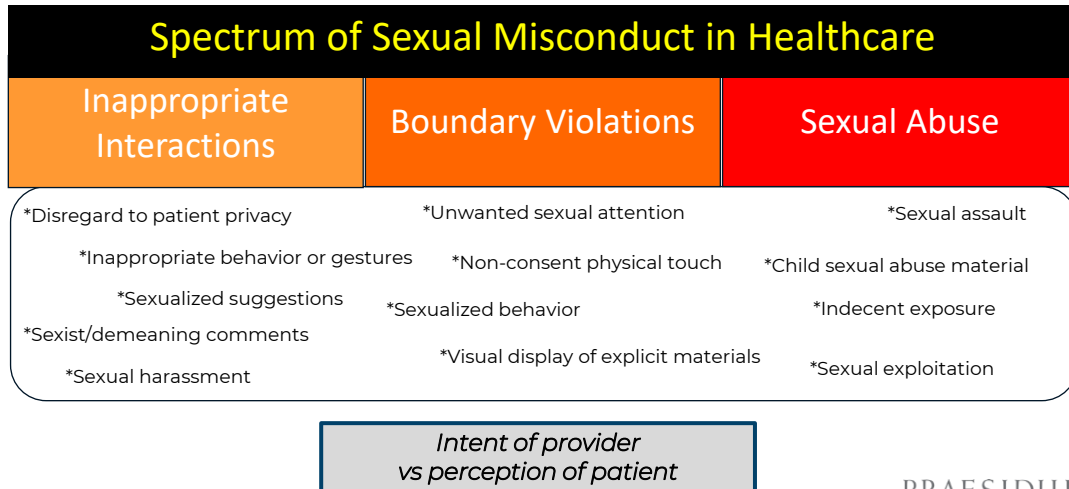 Spectrum of Sexual Misconduct in Healthcare
Inappropriate
Interactions
Boundary Violations
Sexual Abuse
*Disregard to patient privacy
*Inappropriate behavior or gestures
*Sexualized suggestions
*Sexist/demeaning comments
*Sexual harassment
*Unwanted sexual attention
*Non-consent physical touch
*Sexualized behavior
*Visual display of explicit materials
*Sexual assault
*Child sexual abuse material
*Indecent exposure
*Sexual exploitation
Intent of provider
vs perception of patient